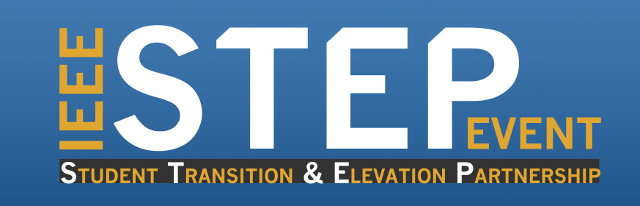 IEEE STEP
EVENT
STUDENT TRANSITION & ELEVATION PARTNERSHIP